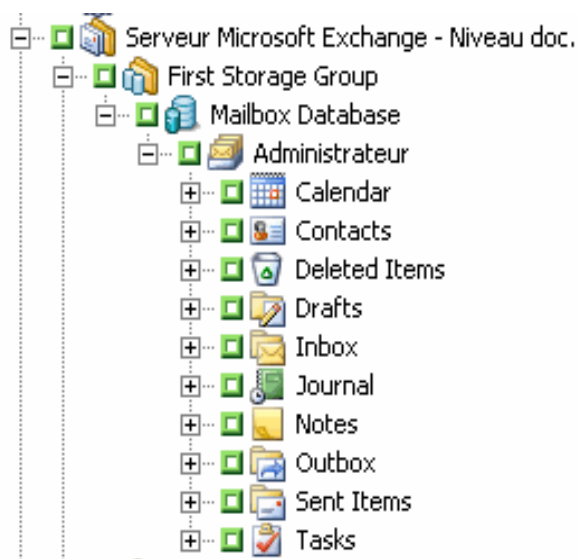 Serveur Microsoft Exchange - Niveau doc.
First Storage Group
Mailbox Database
Administrateur
Calendar
Contacts
Deleted Items
Drafts
Inbox
Journal
Notes
Outbox
Sent Items
Tasks